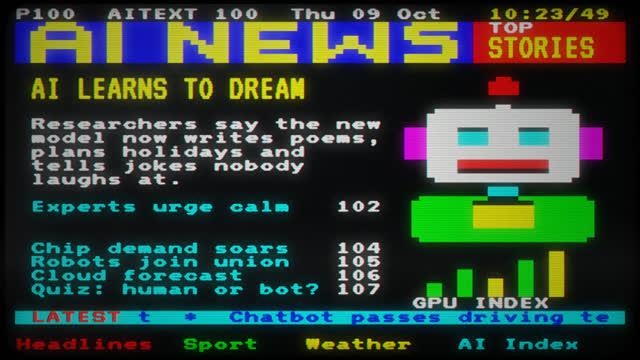 P100 AITEXT 100 Thu 09 Oct 10:23/49
AI NEWS
TOP
STORIES
AI LEARNS TO DREAM
Researchers say the new
model now writes poems,
plans holidays and
tells jokes nobody
laughs at.
Experts urge calm 102
Chip demand soars 104
Robots join union 105
Cloud forecast 106
Quiz: human or bot? 107
GPU INDEX
LATEST t * Chatbot passes driving te
Headlines Sport Weather AI Index